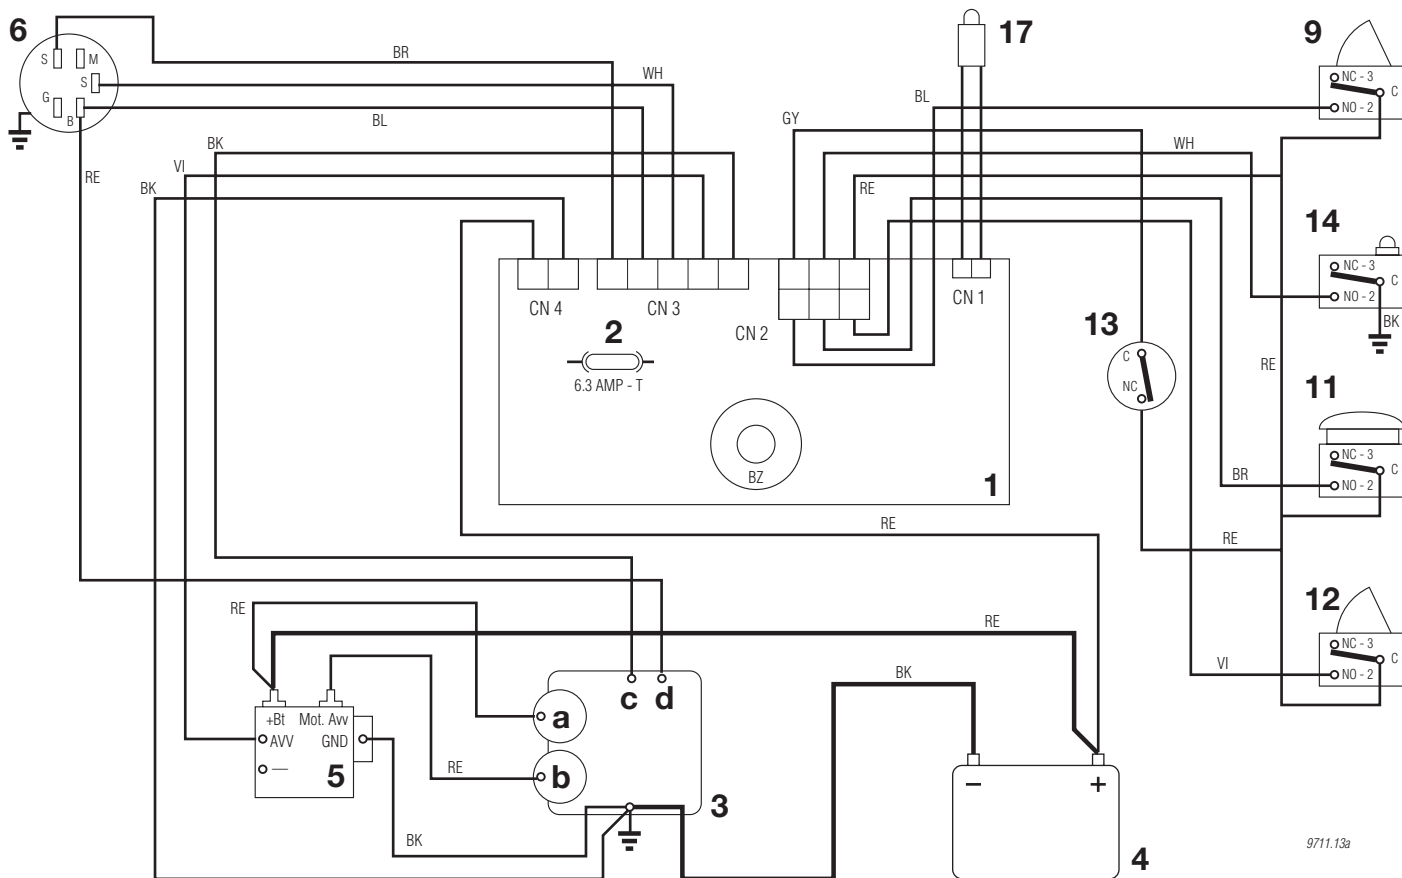 6
17
9
S
M
S
G
B
BR
WH
BL
BK
VI
BK
RE
GY
BL
WH
RE
NC - 3
C
NO - 2
14
NC - 3
C
NO - 2
BK
CN 4
CN 3
CN 2
CN 1
2
6.3 AMP - T
BZ
1
13
C
NC
RE
11
NC - 3
C
NO - 2
BR
RE
RE
12
NC - 3
C
NO - 2
VI
RE
RE
BK
+Bt
Mot. Avv
AVV
GND
5
RE
BK
a
b
c
d
3
4
9711.13a